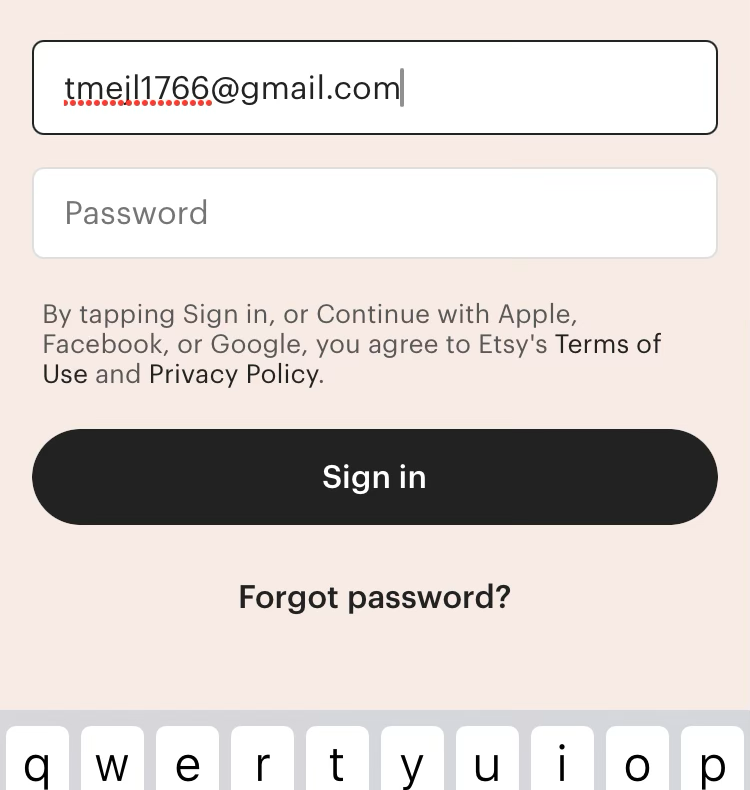 tmejl1766@gmail.com
Password
By tapping Sign in, or Continue with Apple,
Facebook, or Google, you agree to Etsy's Terms of
Use and Privacy Policy.
Sign in
Forgot password?
q w e r t y u i o p